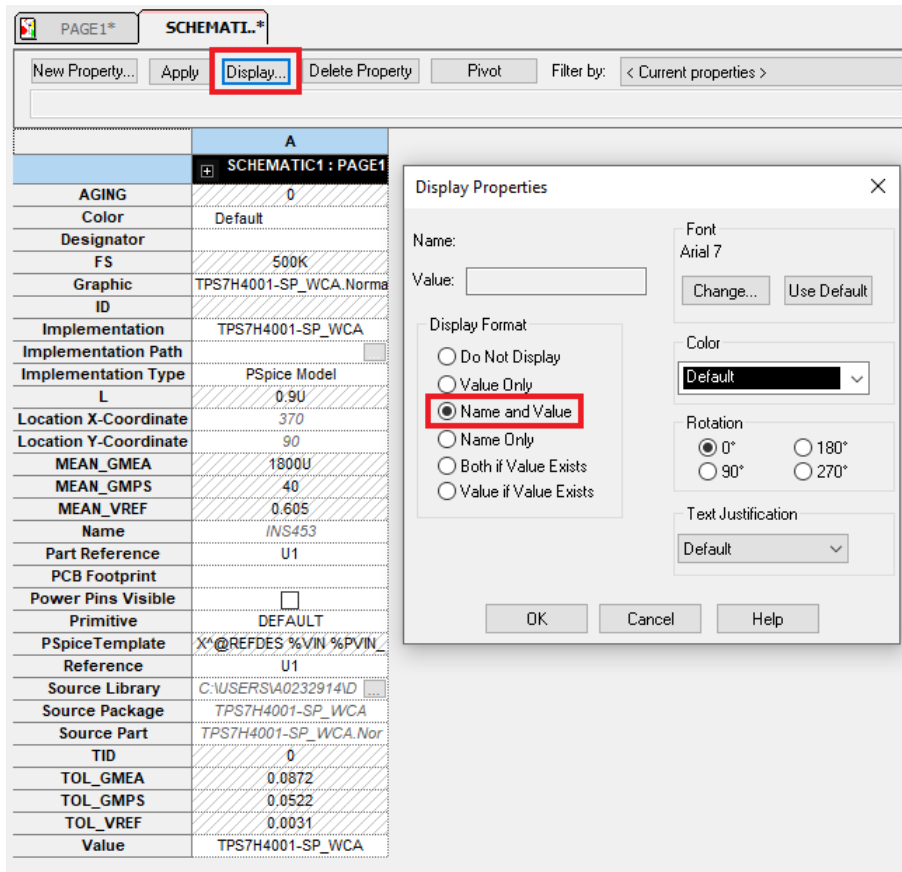 PAGE1*
SCHEMATI..*
New Property... Apply Display... Delete Property Pivot Filter by: < Current properties >
A
SCHEMATIC1 : PAGE1
AGING 0
Color Default
Designator
FS 500K
Graphic TPS7H4001-SP_WCA.Norma
ID
Implementation TPS7H4001-SP_WCA
Implementation Path
...
Implementation Type PSpice Model
L 0.9U
Location X-Coordinate 370
Location Y-Coordinate 90
MEAN_GMEA 1800U
MEAN_GMPS 40
MEAN_VREF 0.605
Name INS453
Part Reference U1
PCB Footprint
Power Pins Visible
Primitive DEFAULT
PSpiceTemplate X^@REFDES %VIN %PVIN_
Reference U1
Source Library C:\USERS\A0232914\D ...
Source Package TPS7H4001-SP_WCA
Source Part TPS7H4001-SP_WCA.Nor
TID 0
TOL_GMEA 0.0872
TOL_GMPS 0.0522
TOL_VREF 0.0031
Value TPS7H4001-SP_WCA
Display Properties
Name:
Value:
Display Format
Do Not Display
Value Only
Name and Value
Name Only
Both if Value Exists
Value if Value Exists
Font
Arial 7
Change... Use Default
Color
Default
Rotation
0° 180°
90° 270°
Text Justification
Default
OK Cancel Help